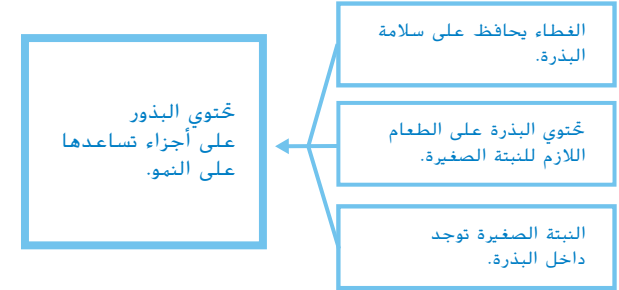 الغطاء يحافظ على سلامة
البذرة.
تحتوي البذور
على أجزاء تساعدها
على النمو.
تحتوي البذرة على الطعام
اللازم للنبتة الصغيرة.
النبتة الصغيرة توجد
داخل البذرة.